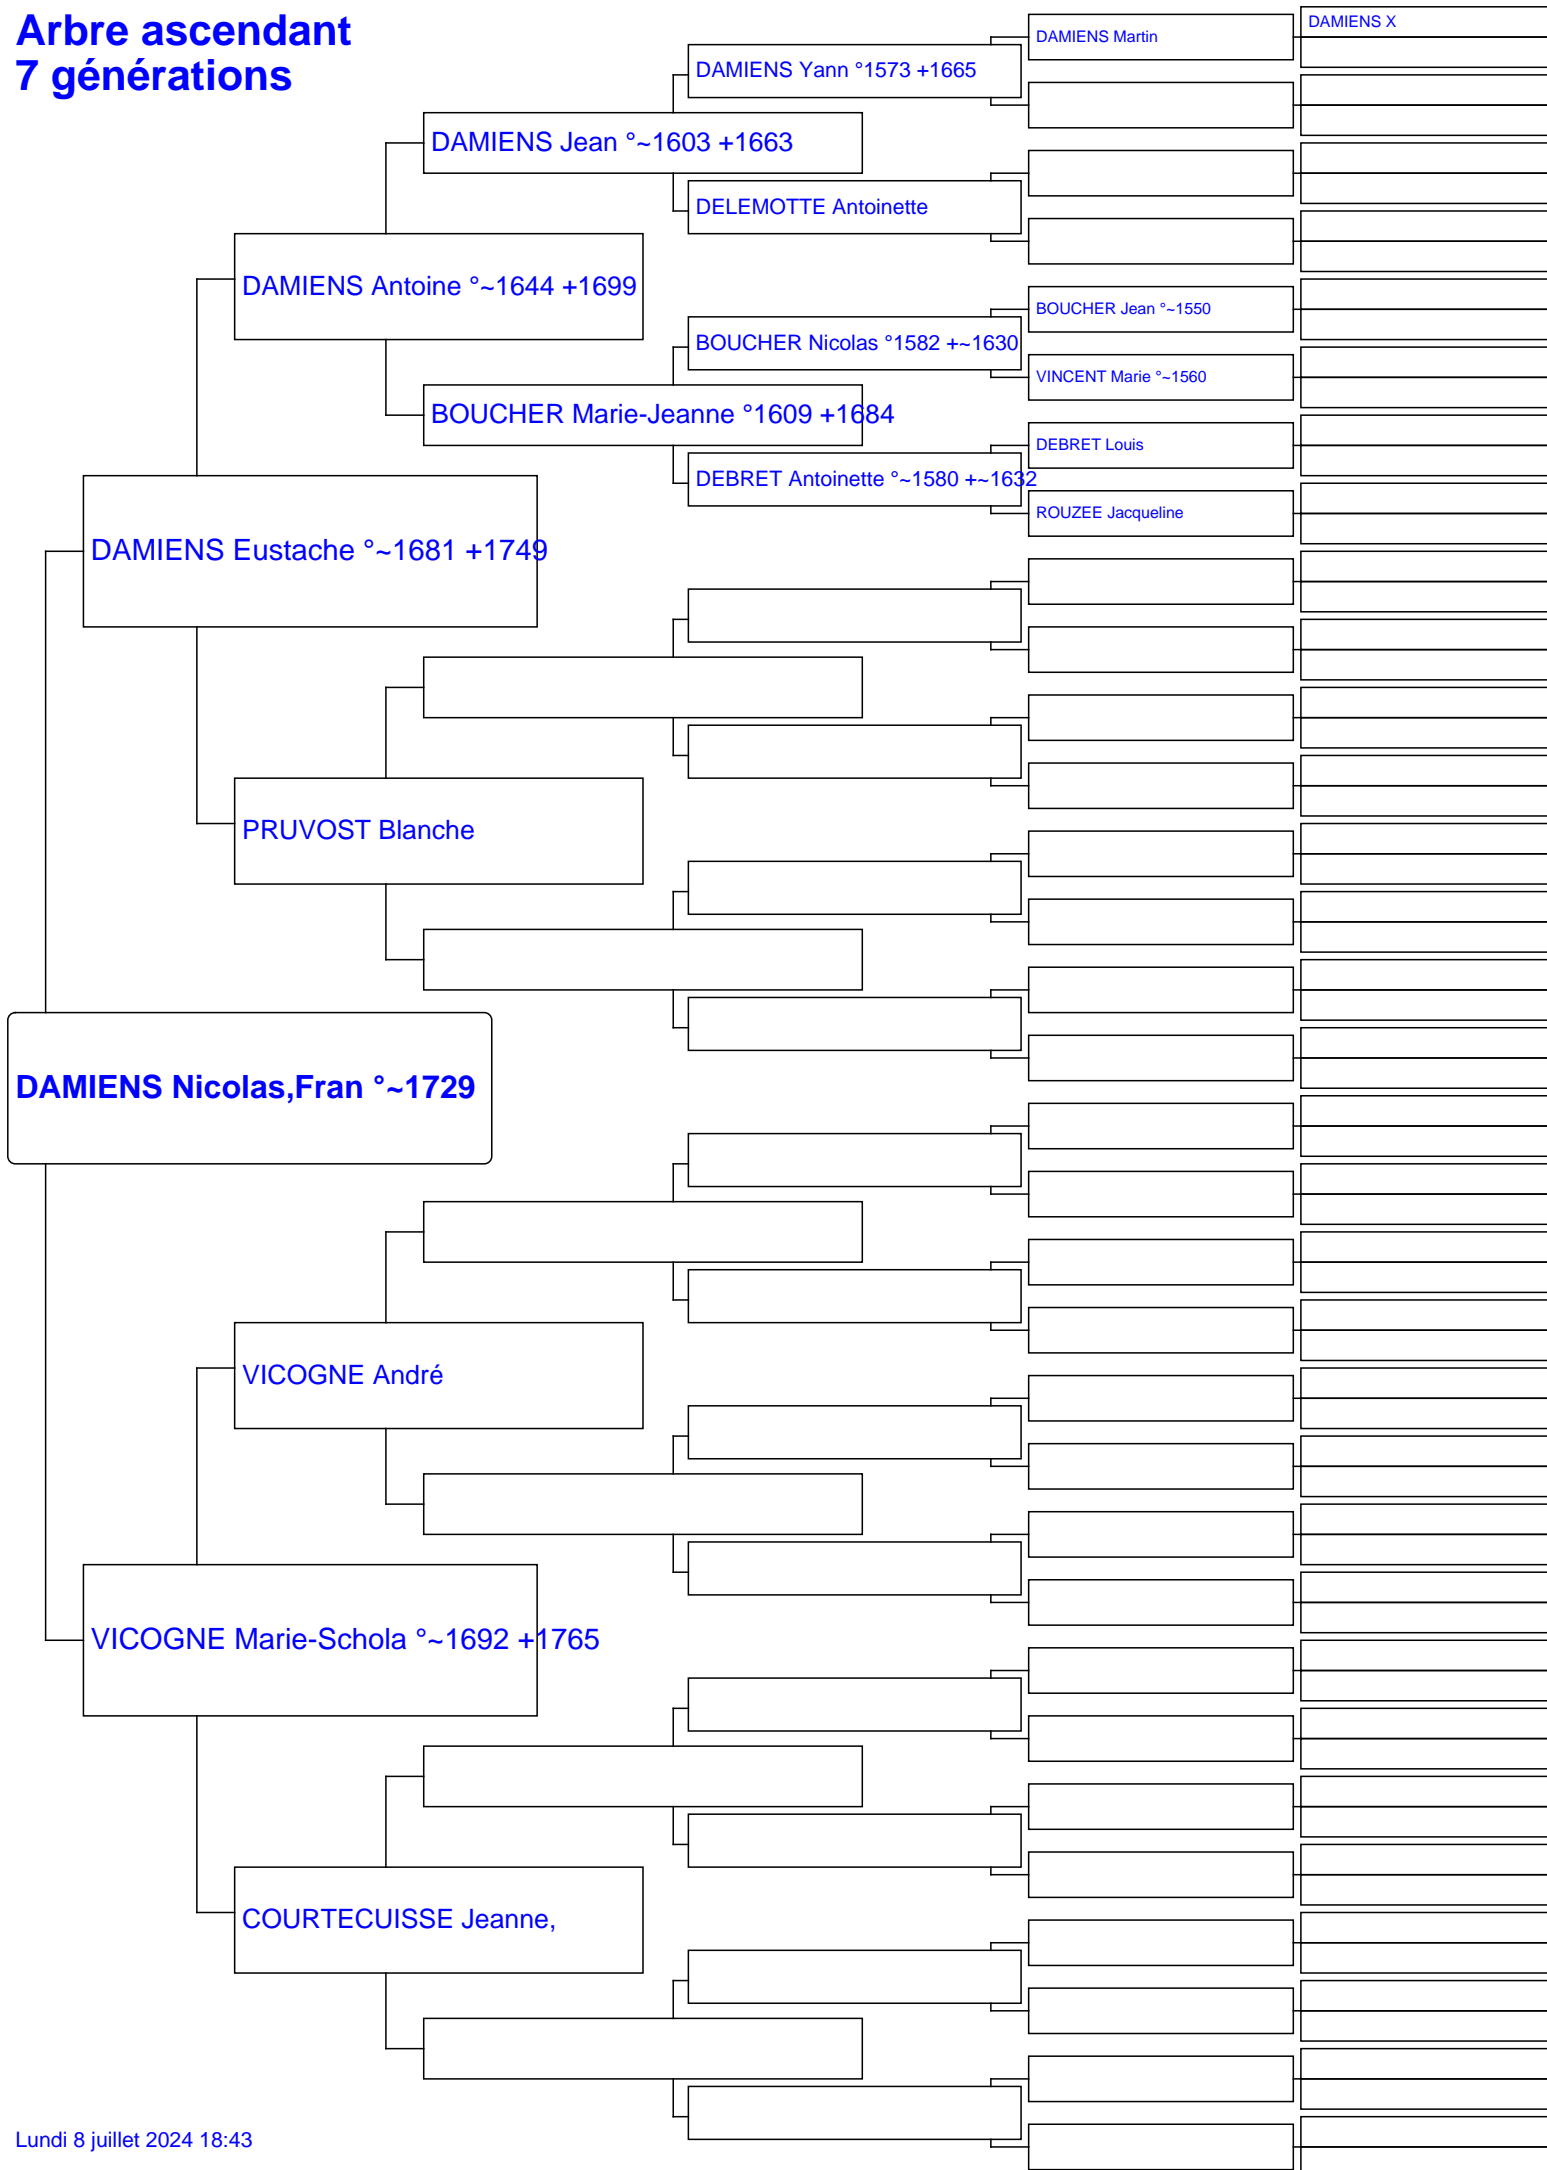 Arbre ascendant
7 générations
DAMIENS X
DAMIENS Martin
DAMIENS Yann °1573 +1665
DAMIENS Jean °~1603 +1663
DELEMOTTE Antoinette
DAMIENS Antoine °~1644 +1699
BOUCHER Jean °~1550
BOUCHER Nicolas °1582 +~1630
VINCENT Marie °~1560
BOUCHER Marie-Jeanne °1609 +1684
DEBRET Louis
DEBRET Antoinette °~1580 +~1632
ROUZEE Jacqueline
DAMIENS Eustache °~1681 +1749
PRUVOST Blanche
DAMIENS Nicolas,Fran °~1729
VICOGNE André
VICOGNE Marie-Schola °~1692 +1765
COURTECUISSE Jeanne,
Lundi 8 juillet 2024 18:43